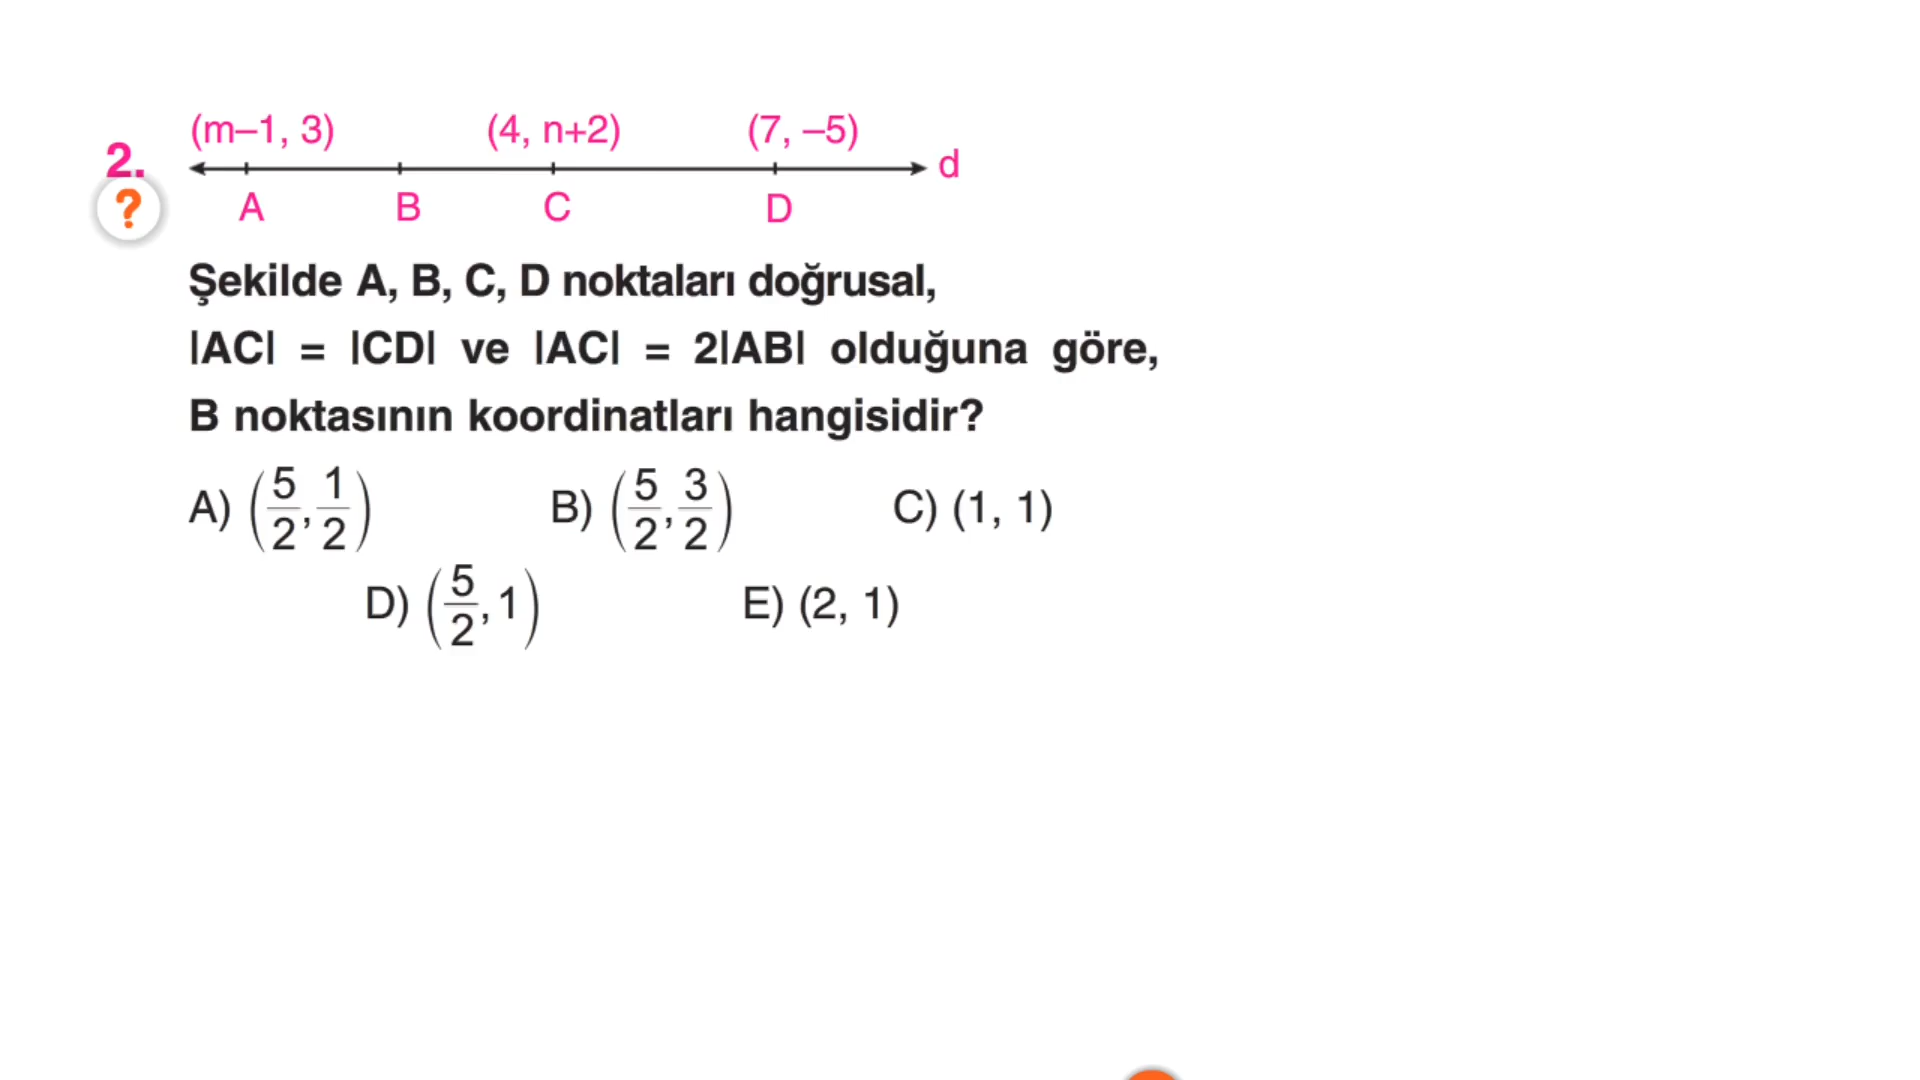 (m–1, 3) (4, n+2) (7, –5)
2. d
? A B C D
Şekilde A, B, C, D noktaları doğrusal,
|AC| = |CD| ve |AC| = 2|AB| olduğuna göre,
B noktasının koordinatları hangisidir?
A) (5/2, 1/2) B) (5/2, 3/2) C) (1, 1)
D) (5/2, 1) E) (2, 1)